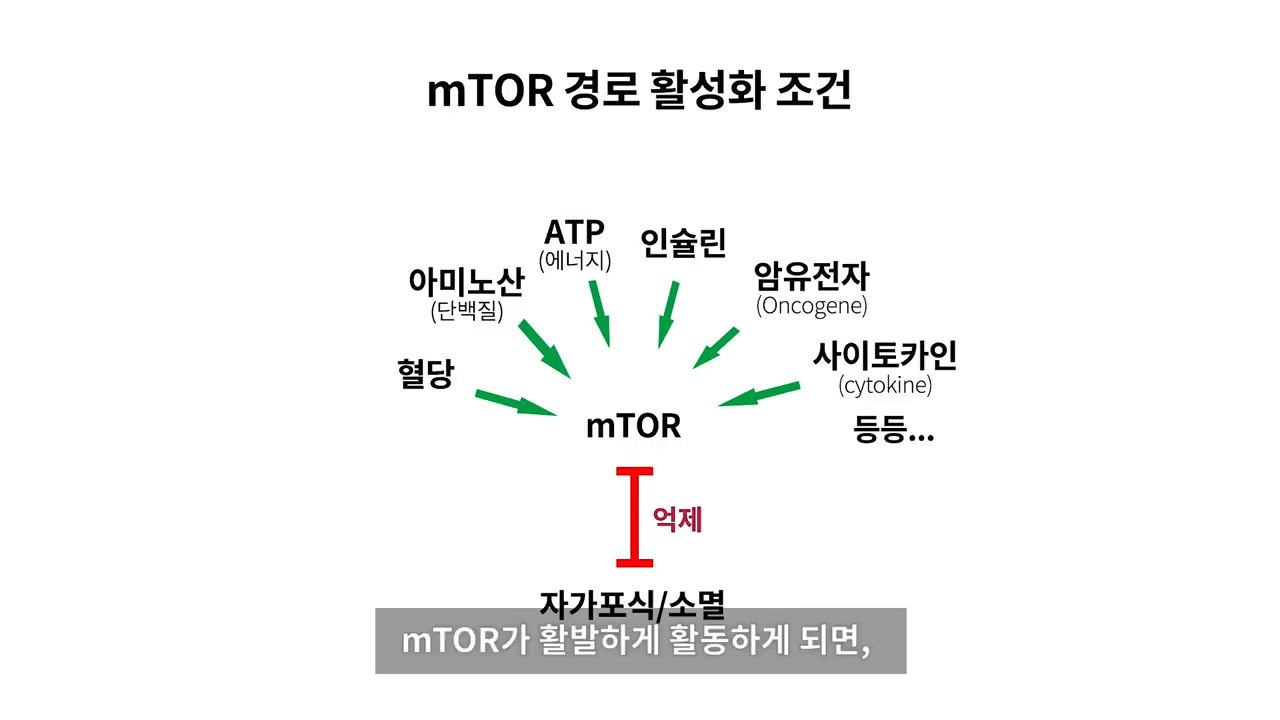 mTOR 경로 활성화 조건
ATP
(에너지)
인슐린
아미노산
(단백질)
암유전자
(Oncogene)
혈당
사이토카인
(cytokine)
등등...
mTOR
억제
자가포식/소멸
mTOR가 활발하게 활동하게 되면,